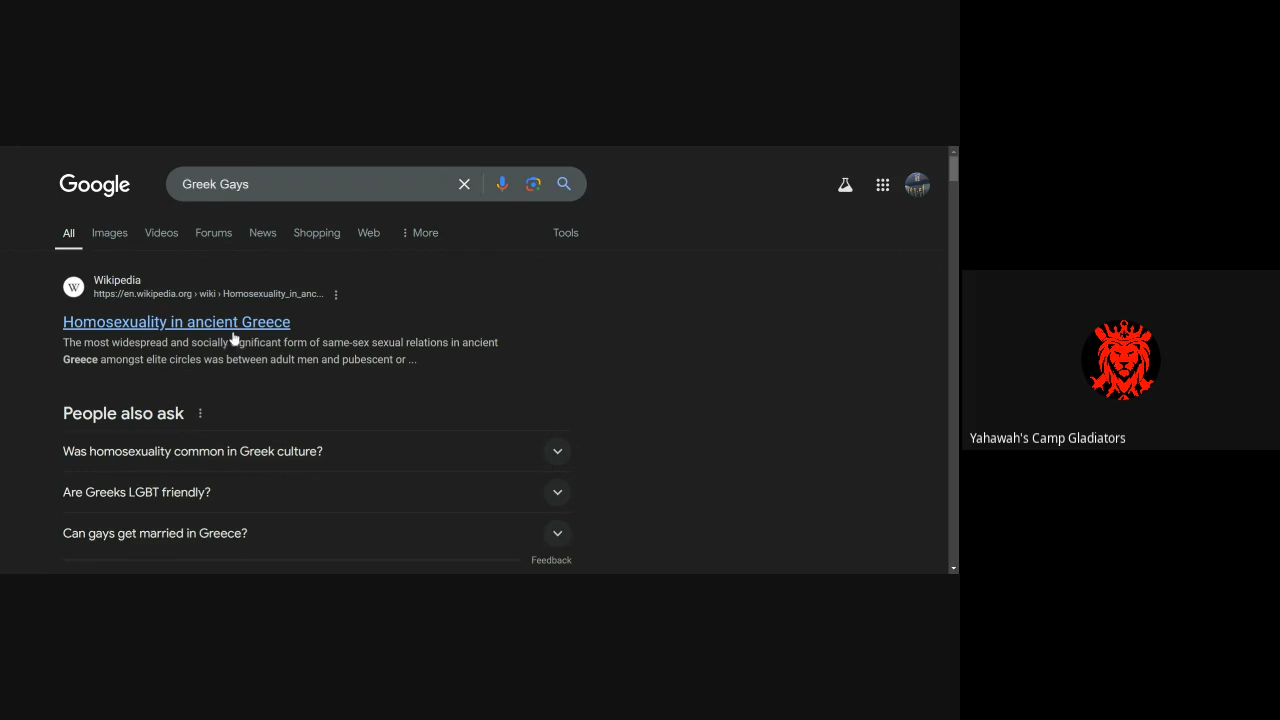 Google
Greek Gays
All Images Videos Forums News Shopping Web More Tools
W
Wikipedia
https://en.wikipedia.org › wiki › Homosexuality_in_anc...
Homosexuality in ancient Greece
The most widespread and socially significant form of same-sex sexual relations in ancient
Greece amongst elite circles was between adult men and pubescent or ...
People also ask
Was homosexuality common in Greek culture?
Are Greeks LGBT friendly?
Can gays get married in Greece?
Feedback
Yahawah's Camp Gladiators